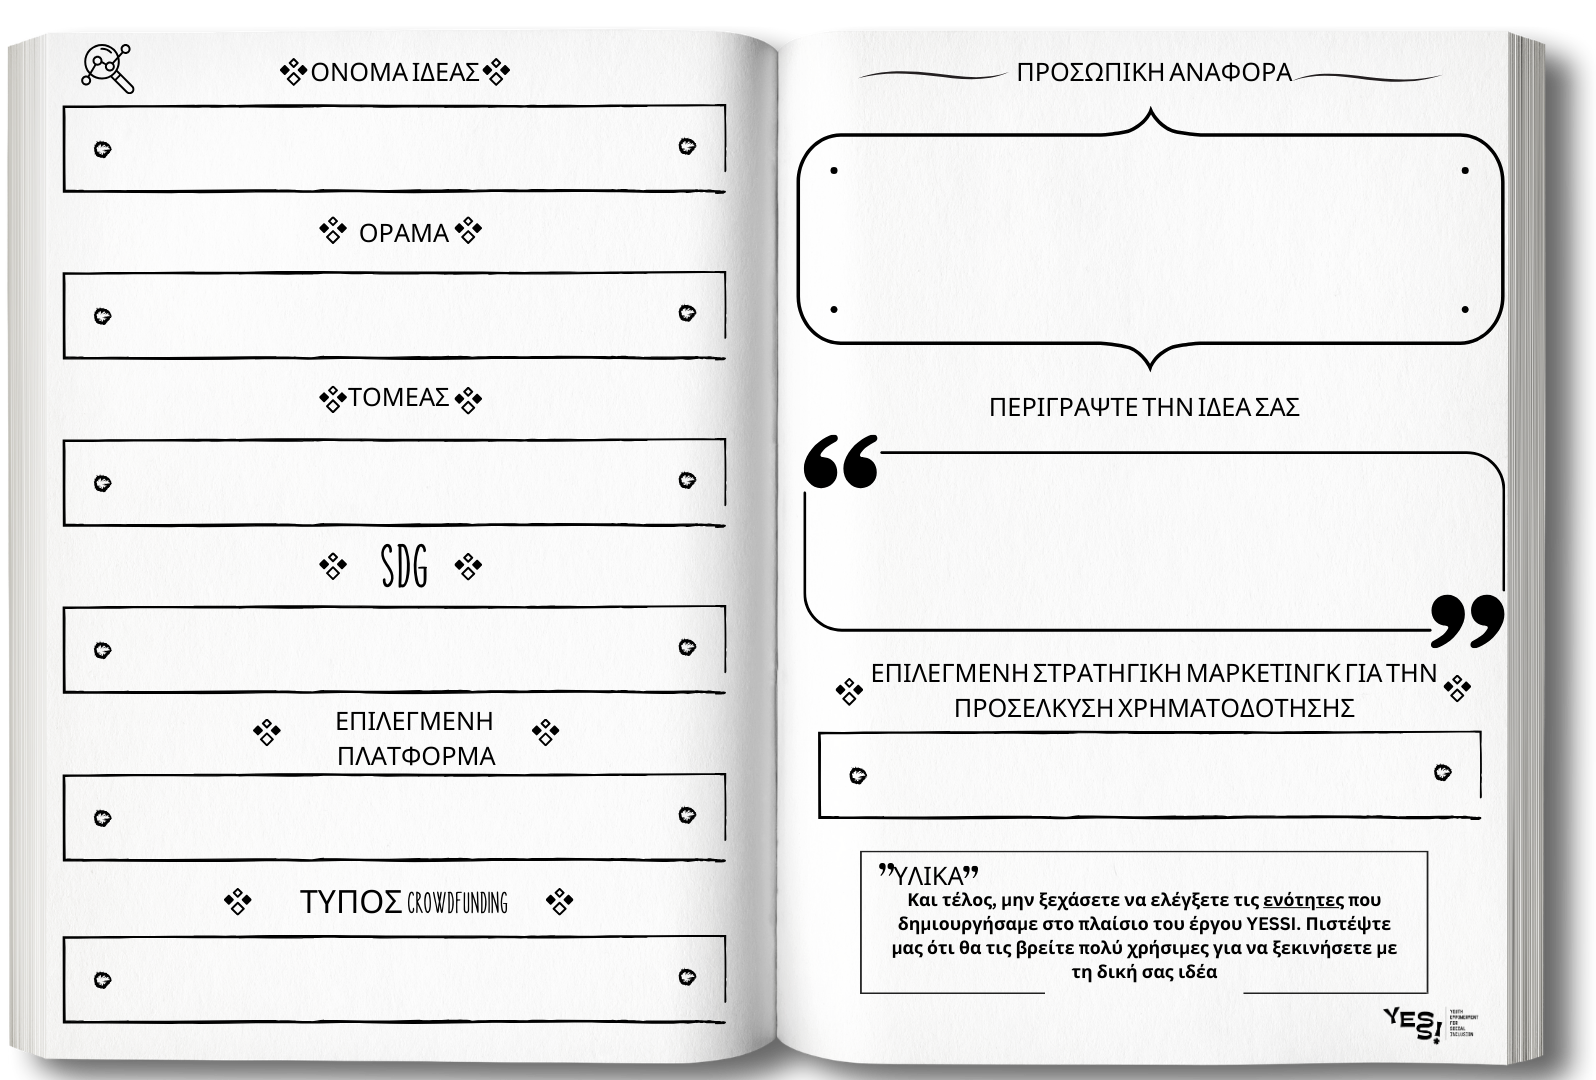 ΟΝΟΜΑ ΙΔΕΑΣ
ΟΡΑΜΑ
ΤΟΜΕΑΣ
SDG
ΕΠΙΛΕΓΜΕΝΗ
ΠΛΑΤΦΟΡΜΑ
ΤΥΠΟΣ CROWDFUNDING
ΠΡΟΣΩΠΙΚΗ ΑΝΑΦΟΡΑ
ΠΕΡΙΓΡΑΨΤΕ ΤΗΝ ΙΔΕΑ ΣΑΣ
ΕΠΙΛΕΓΜΕΝΗ ΣΤΡΑΤΗΓΙΚΗ ΜΑΡΚΕΤΙΝΓΚ ΓΙΑ ΤΗΝ
ΠΡΟΣΕΛΚΥΣΗ ΧΡΗΜΑΤΟΔΟΤΗΣΗΣ
”ΥΛΙΚΑ”
Και τέλος, μην ξεχάσετε να ελέγξετε τις ενότητες που
δημιουργήσαμε στο πλαίσιο του έργου YESSI. Πιστέψτε
μας ότι θα τις βρείτε πολύ χρήσιμες για να ξεκινήσετε με
τη δική σας ιδέα
YESS!
YOUTH
EMPOWERMENT
FOR
SOCIAL
INCLUSION